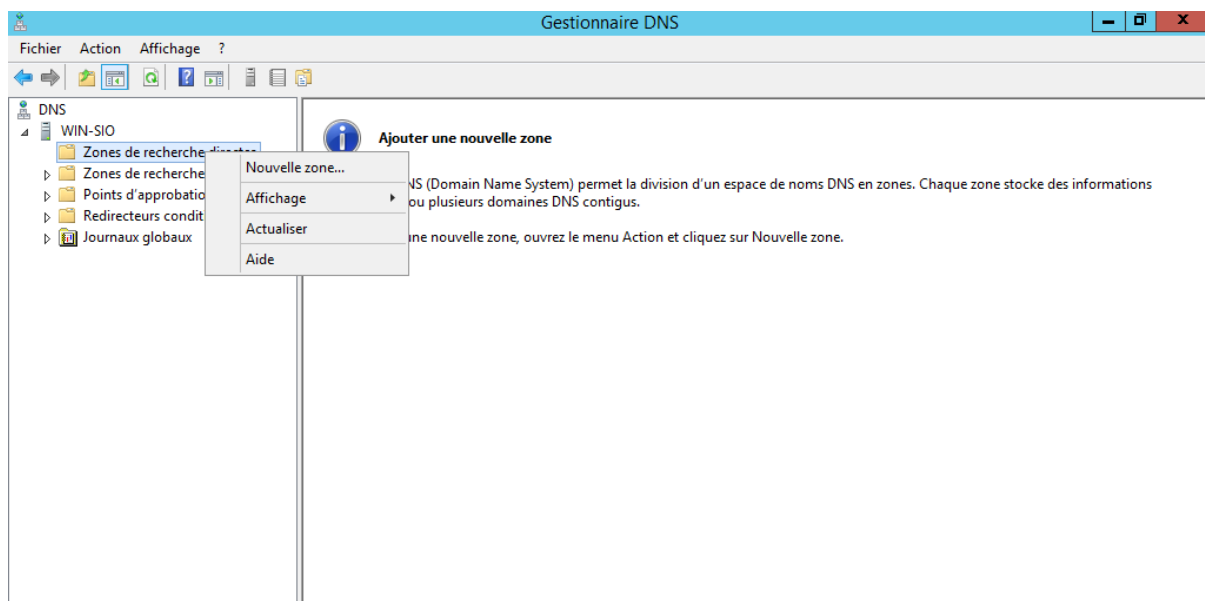 Gestionnaire DNS
Fichier Action Affichage ?
DNS
WIN-SIO
Zones de recherche directes
Zones de recherche
Points d'approbatio
Redirecteurs condit
Journaux globaux
Nouvelle zone...
Affichage
Actualiser
Aide
Ajouter une nouvelle zone
NS (Domain Name System) permet la division d'un espace de noms DNS en zones. Chaque zone stocke des informations
ou plusieurs domaines DNS contigus.
ne nouvelle zone, ouvrez le menu Action et cliquez sur Nouvelle zone.